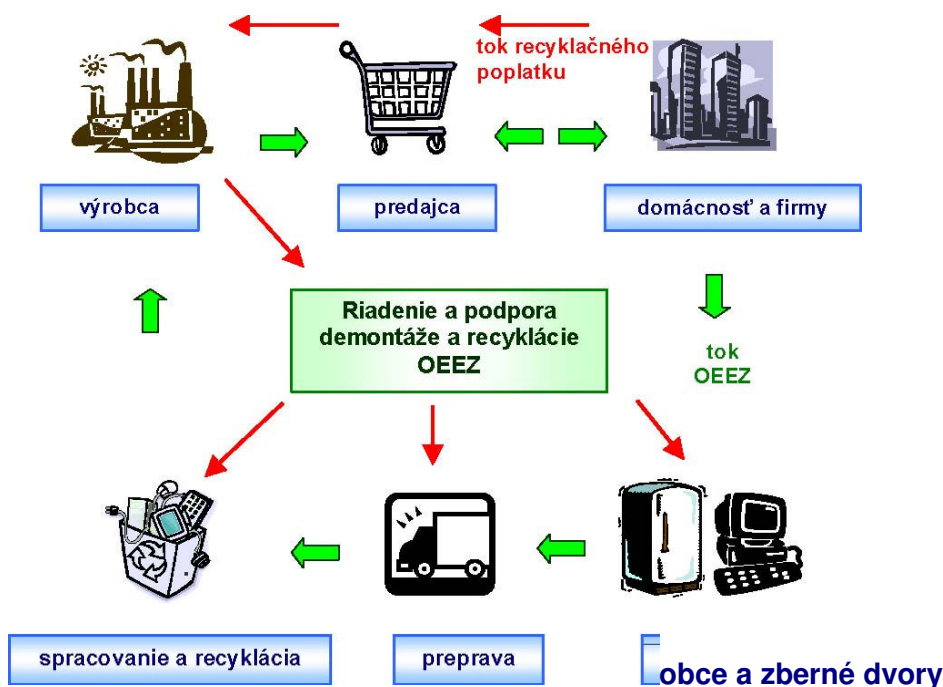 tok recyklačného
poplatku
výrobca
predajca
domácnosť a firmy
Riadenie a podpora
demontáže a recyklácie
OEEZ
tok
OEEZ
spracovanie a recyklácia
preprava
obce a zberné dvory